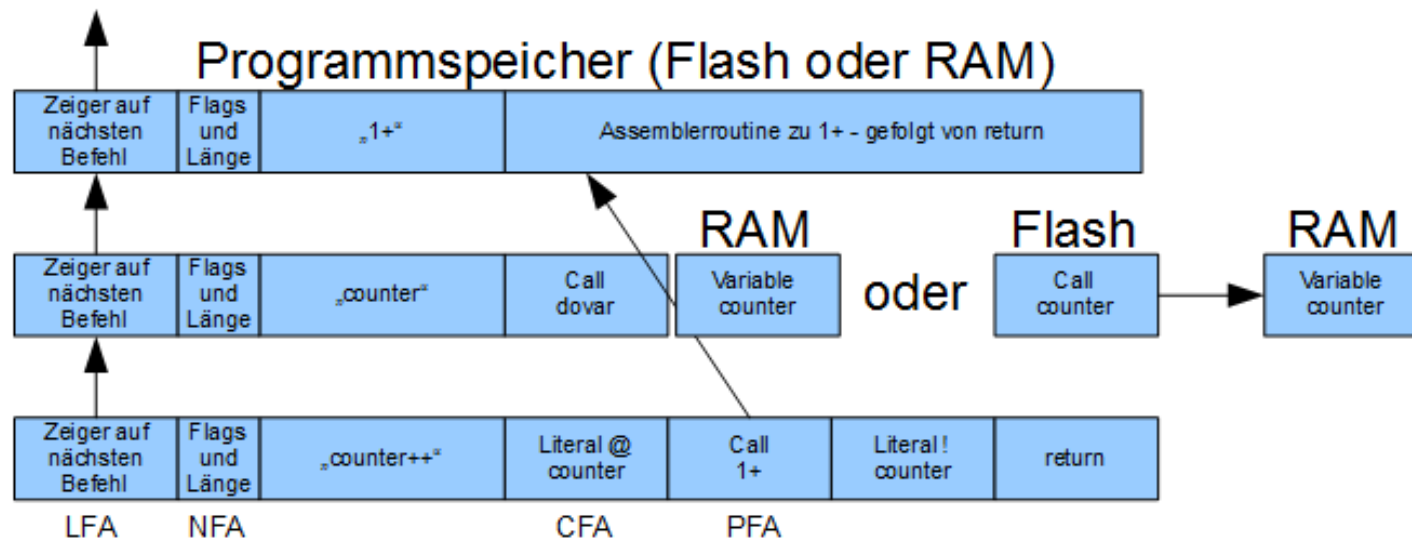 Programmspeicher (Flash oder RAM)
Zeiger auf
nächsten
Befehl
Flags
und
Länge
„1+“
Assemblerroutine zu 1+ - gefolgt von return
RAM
Flash
RAM
Zeiger auf
nächsten
Befehl
Flags
und
Länge
„counter“
Call
dovar
Variable
counter
oder
Call
counter
Variable
counter
Zeiger auf
nächsten
Befehl
Flags
und
Länge
„counter++“
Literal @
counter
Call
1+
Literal !
counter
return
LFA
NFA
CFA
PFA